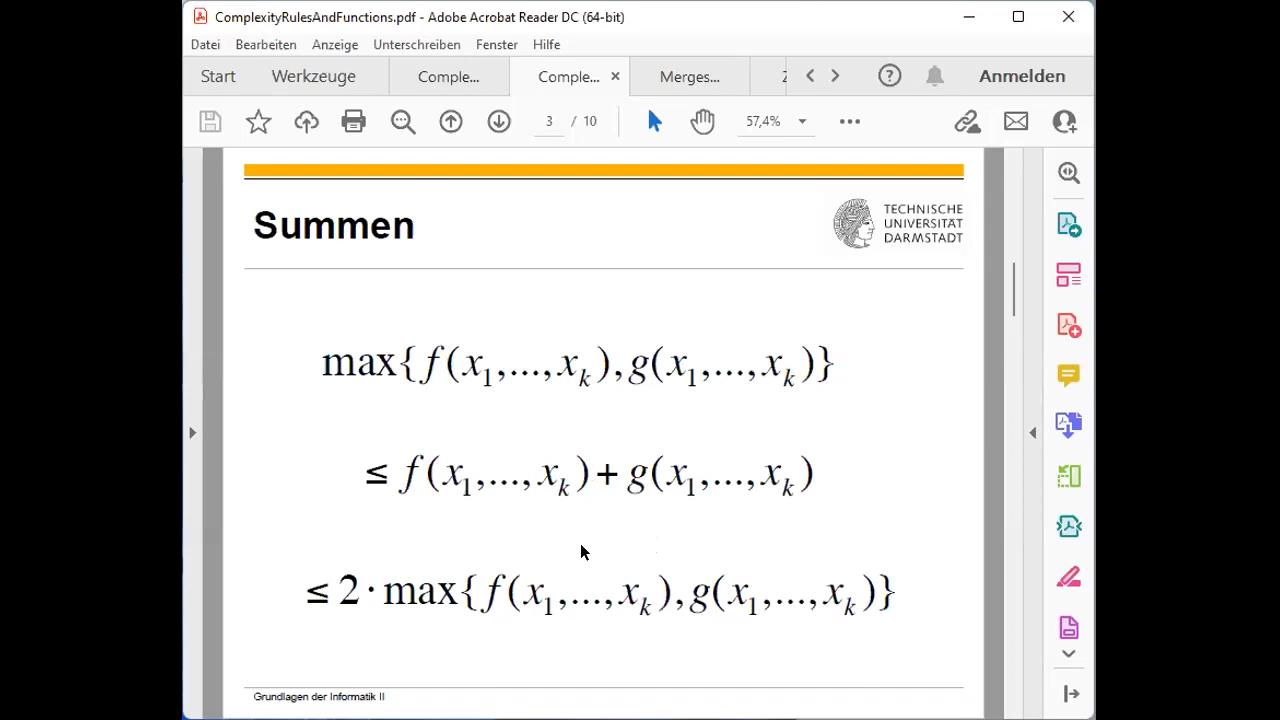 ComplexityRulesAndFunctions.pdf - Adobe Acrobat Reader DC (64-bit)
Datei Bearbeiten Anzeige Unterschreiben Fenster Hilfe
Start Werkzeuge Comple... Comple... × Merges... Anmelden
3 / 10 57,4%
Summen
TECHNISCHE
UNIVERSITÄT
DARMSTADT
max{f(x₁,...,xₖ),g(x₁,...,xₖ)}
≤ f(x₁,...,xₖ)+g(x₁,...,xₖ)
≤ 2·max{f(x₁,...,xₖ),g(x₁,...,xₖ)}
Grundlagen der Informatik II